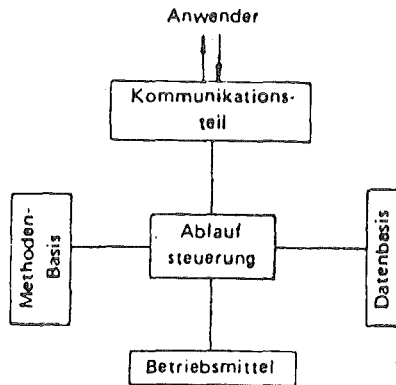 Anwender
Kommunikations-
teil
Methoden-
Basis
Ablauf
steuerung
Datenbasis
Betriebsmittel